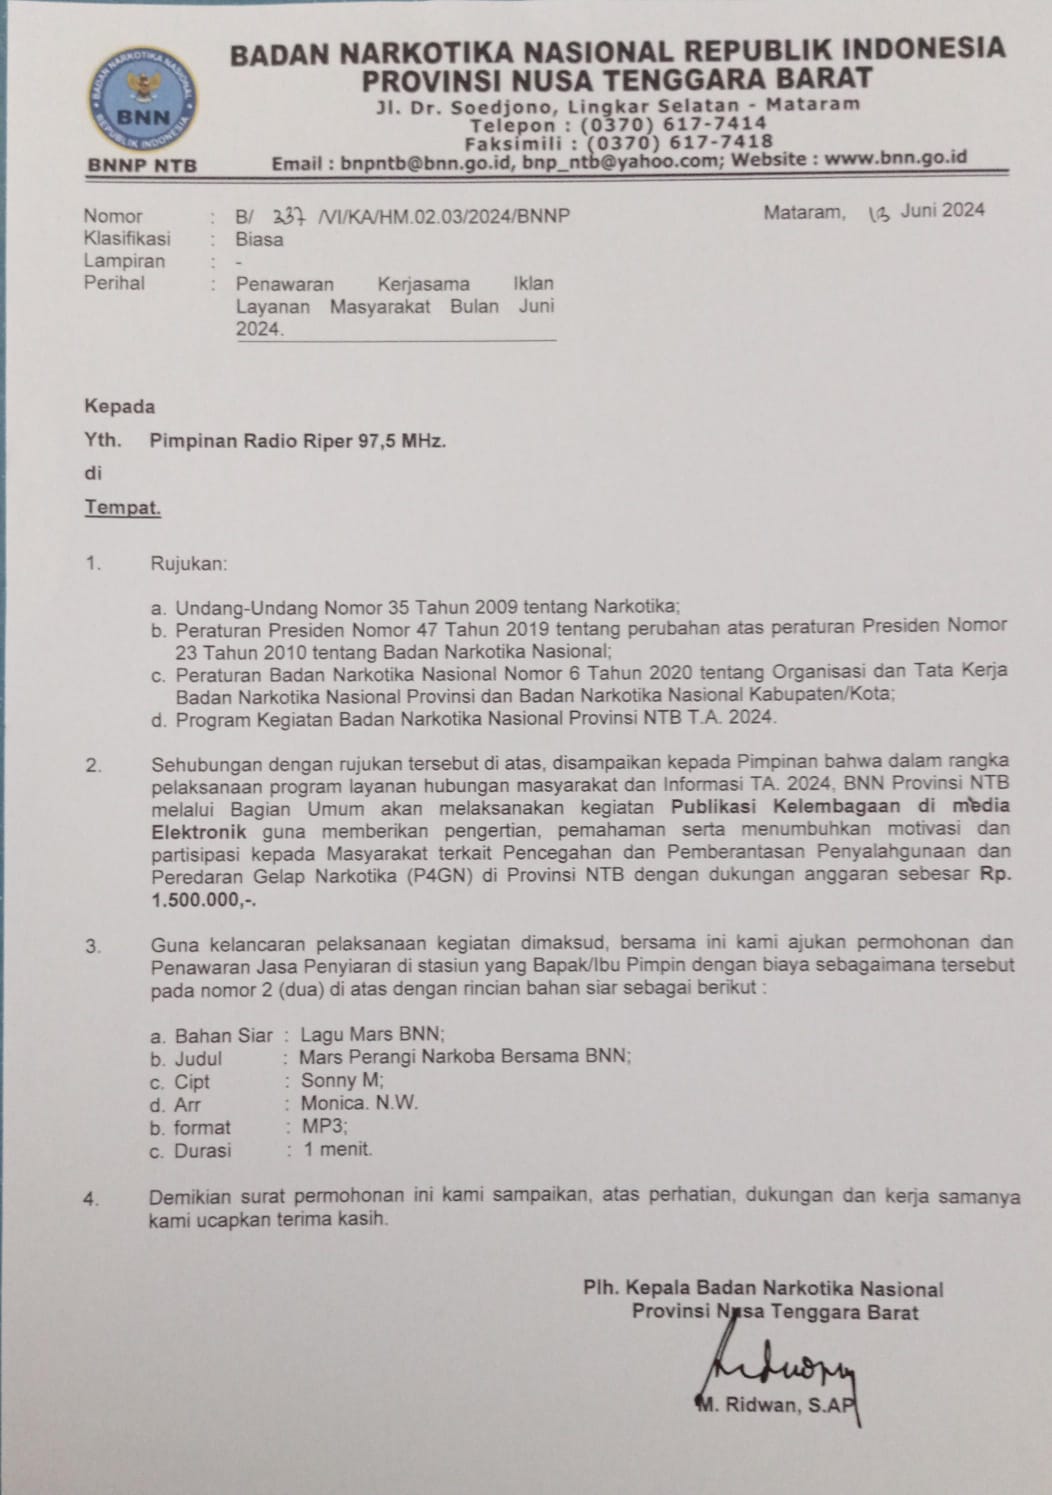 BADAN NARKOTIKA NASIONAL REPUBLIK INDONESIA
PROVINSI NUSA TENGGARA BARAT
Jl. Dr. Soedjono, Lingkar Selatan - Mataram
Telepon : (0370) 617-7414
Faksimili : (0370) 617-7418
Email : bnpntb@bnn.go.id, bnp_ntb@yahoo.com; Website : www.bnn.go.id
BADAN NARKOTIKA NASIONAL
BNN
REPUBLIK INDONESIA
BNNP NTB
Nomor : B/ 237 /VI/KA/HM.02.03/2024/BNNP
Mataram, 13 Juni 2024
Klasifikasi : Biasa
Lampiran : -
Perihal : Penawaran Kerjasama Iklan
Layanan Masyarakat Bulan Juni
2024.
Kepada
Yth. Pimpinan Radio Riper 97,5 MHz.
di
Tempat.
1. Rujukan:
a. Undang-Undang Nomor 35 Tahun 2009 tentang Narkotika;
b. Peraturan Presiden Nomor 47 Tahun 2019 tentang perubahan atas peraturan Presiden Nomor
23 Tahun 2010 tentang Badan Narkotika Nasional;
c. Peraturan Badan Narkotika Nasional Nomor 6 Tahun 2020 tentang Organisasi dan Tata Kerja
Badan Narkotika Nasional Provinsi dan Badan Narkotika Nasional Kabupaten/Kota;
d. Program Kegiatan Badan Narkotika Nasional Provinsi NTB T.A. 2024.
2. Sehubungan dengan rujukan tersebut di atas, disampaikan kepada Pimpinan bahwa dalam rangka
pelaksanaan program layanan hubungan masyarakat dan Informasi TA. 2024, BNN Provinsi NTB
melalui Bagian Umum akan melaksanakan kegiatan Publikasi Kelembagaan di media
Elektronik guna memberikan pengertian, pemahaman serta menumbuhkan motivasi dan
partisipasi kepada Masyarakat terkait Pencegahan dan Pemberantasan Penyalahgunaan dan
Peredaran Gelap Narkotika (P4GN) di Provinsi NTB dengan dukungan anggaran sebesar Rp.
1.500.000,-.
3. Guna kelancaran pelaksanaan kegiatan dimaksud, bersama ini kami ajukan permohonan dan
Penawaran Jasa Penyiaran di stasiun yang Bapak/Ibu Pimpin dengan biaya sebagaimana tersebut
pada nomor 2 (dua) di atas dengan rincian bahan siar sebagai berikut :
a. Bahan Siar : Lagu Mars BNN;
b. Judul : Mars Perangi Narkoba Bersama BNN;
c. Cipt : Sonny M;
d. Arr : Monica. N.W.
b. format : MP3;
c. Durasi : 1 menit.
4. Demikian surat permohonan ini kami sampaikan, atas perhatian, dukungan dan kerja samanya
kami ucapkan terima kasih.
Plh. Kepala Badan Narkotika Nasional
Provinsi Nusa Tenggara Barat
M. Ridwan, S.AP